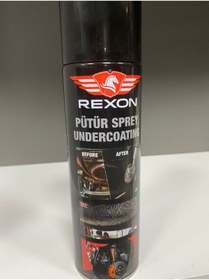 REXON
PÜTÜR SPREY
UNDERCOATING
BEFORE AFTER